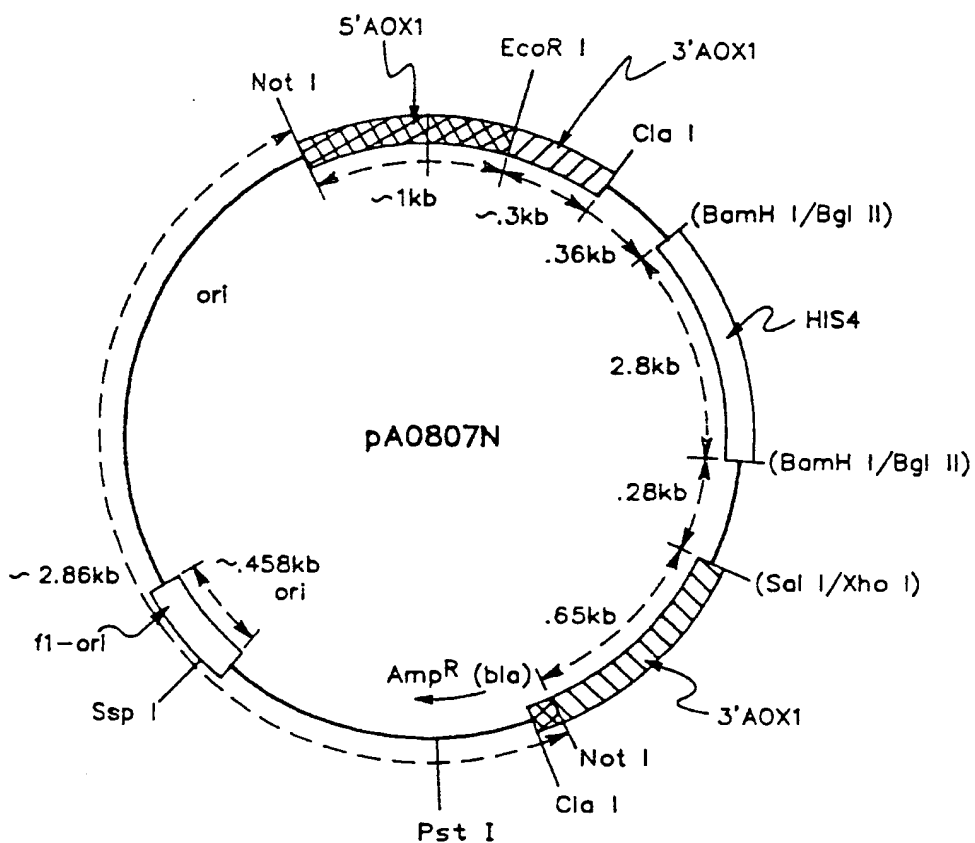 5'AOX1
EcoR I
3'AOX1
Not I
Cla I
~1kb
~.3kb
(BamH I/Bgl II)
.36kb
ori
HIS4
2.8kb
pA0807N
(BamH I/Bgl II)
.28kb
~.458kb
ori
~ 2.86kb
(Sal I/Xho I)
.65kb
f1-ori
AmpR (bla)
Ssp I
3'AOX1
Not I
Cla I
Pst I